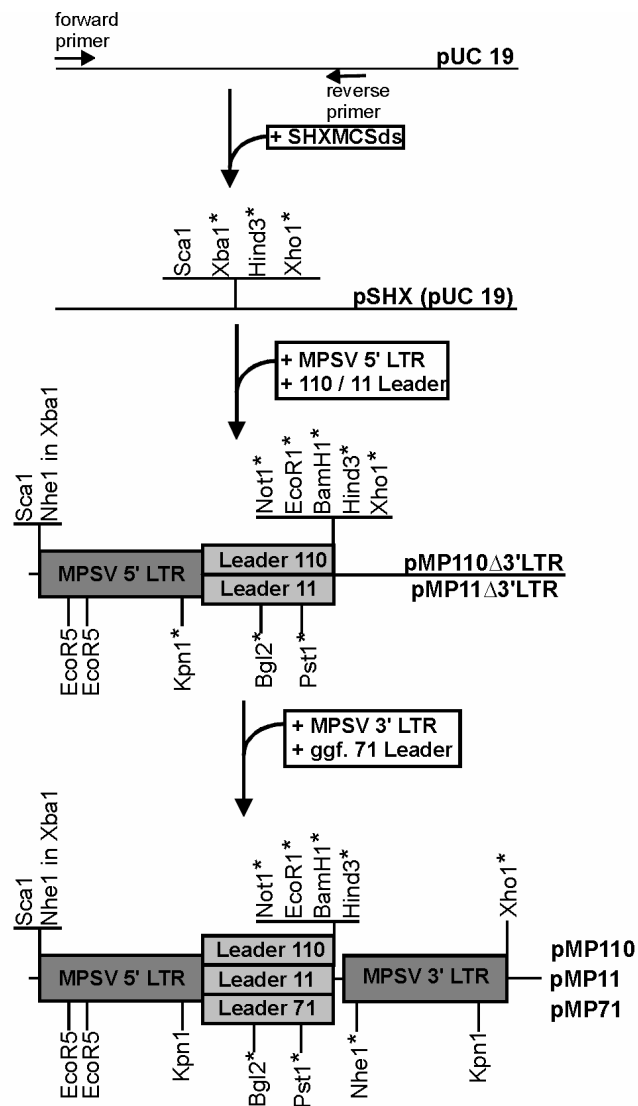 forward
primer
pUC 19
reverse
primer
+ SHXMCSds
Sca1
Xba1*
Hind3*
Xho1*
pSHX (pUC 19)
+ MPSV 5' LTR
+ 110 / 11 Leader
Sca1
Nhe1 in Xba1
Not1*
EcoR1*
BamH1*
Hind3*
Xho1*
MPSV 5' LTR
Leader 110
Leader 11
pMP110Δ3'LTR
pMP11Δ3'LTR
EcoR5
EcoR5
Kpn1*
Bgl2*
Pst1*
+ MPSV 3' LTR
+ ggf. 71 Leader
Sca1
Nhe1 in Xba1
Not1*
EcoR1*
BamH1*
Hind3*
Xho1*
MPSV 5' LTR
Leader 110
Leader 11
Leader 71
MPSV 3' LTR
pMP110
pMP11
pMP71
EcoR5
EcoR5
Kpn1
Bgl2*
Pst1*
Nhe1*
Kpn1